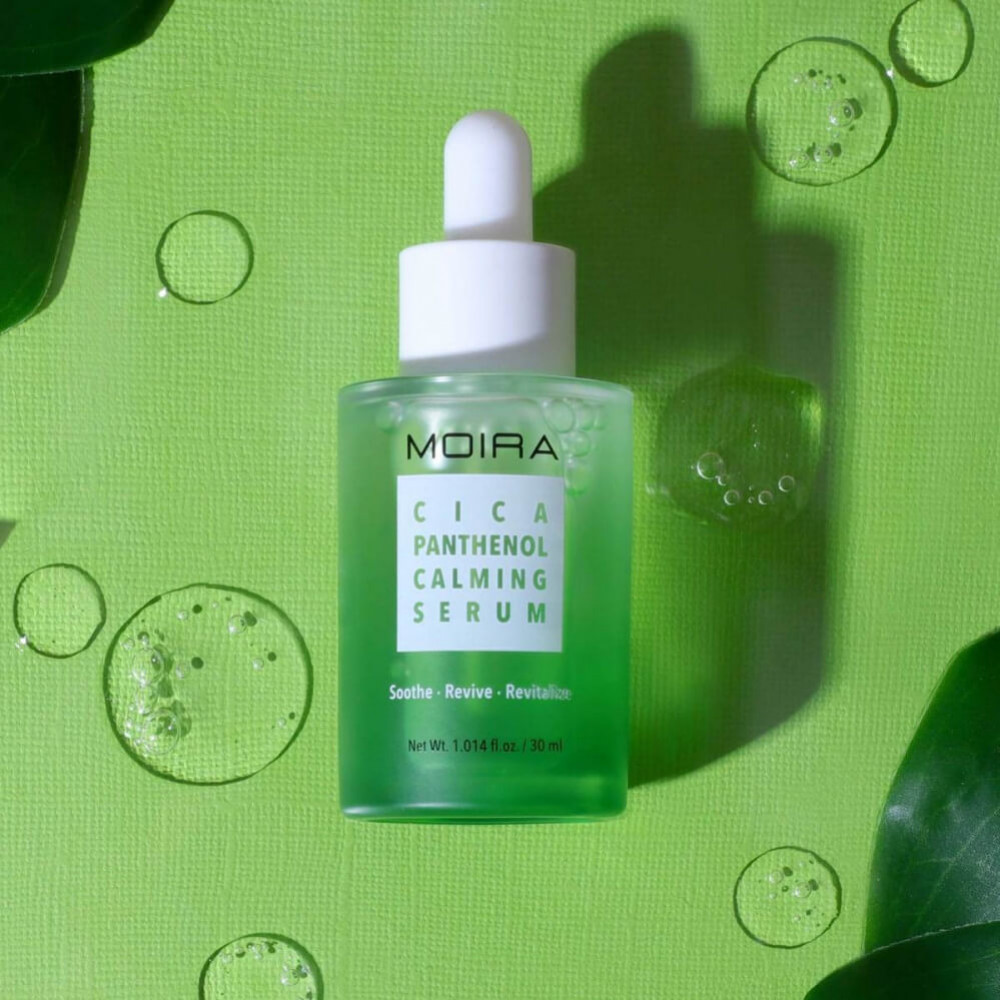 MOIRA
CICA
PANTHENOL
CALMING
SERUM
Soothe · Revive · Revitalize
Net Wt. 1.014 fl.oz. / 30 ml